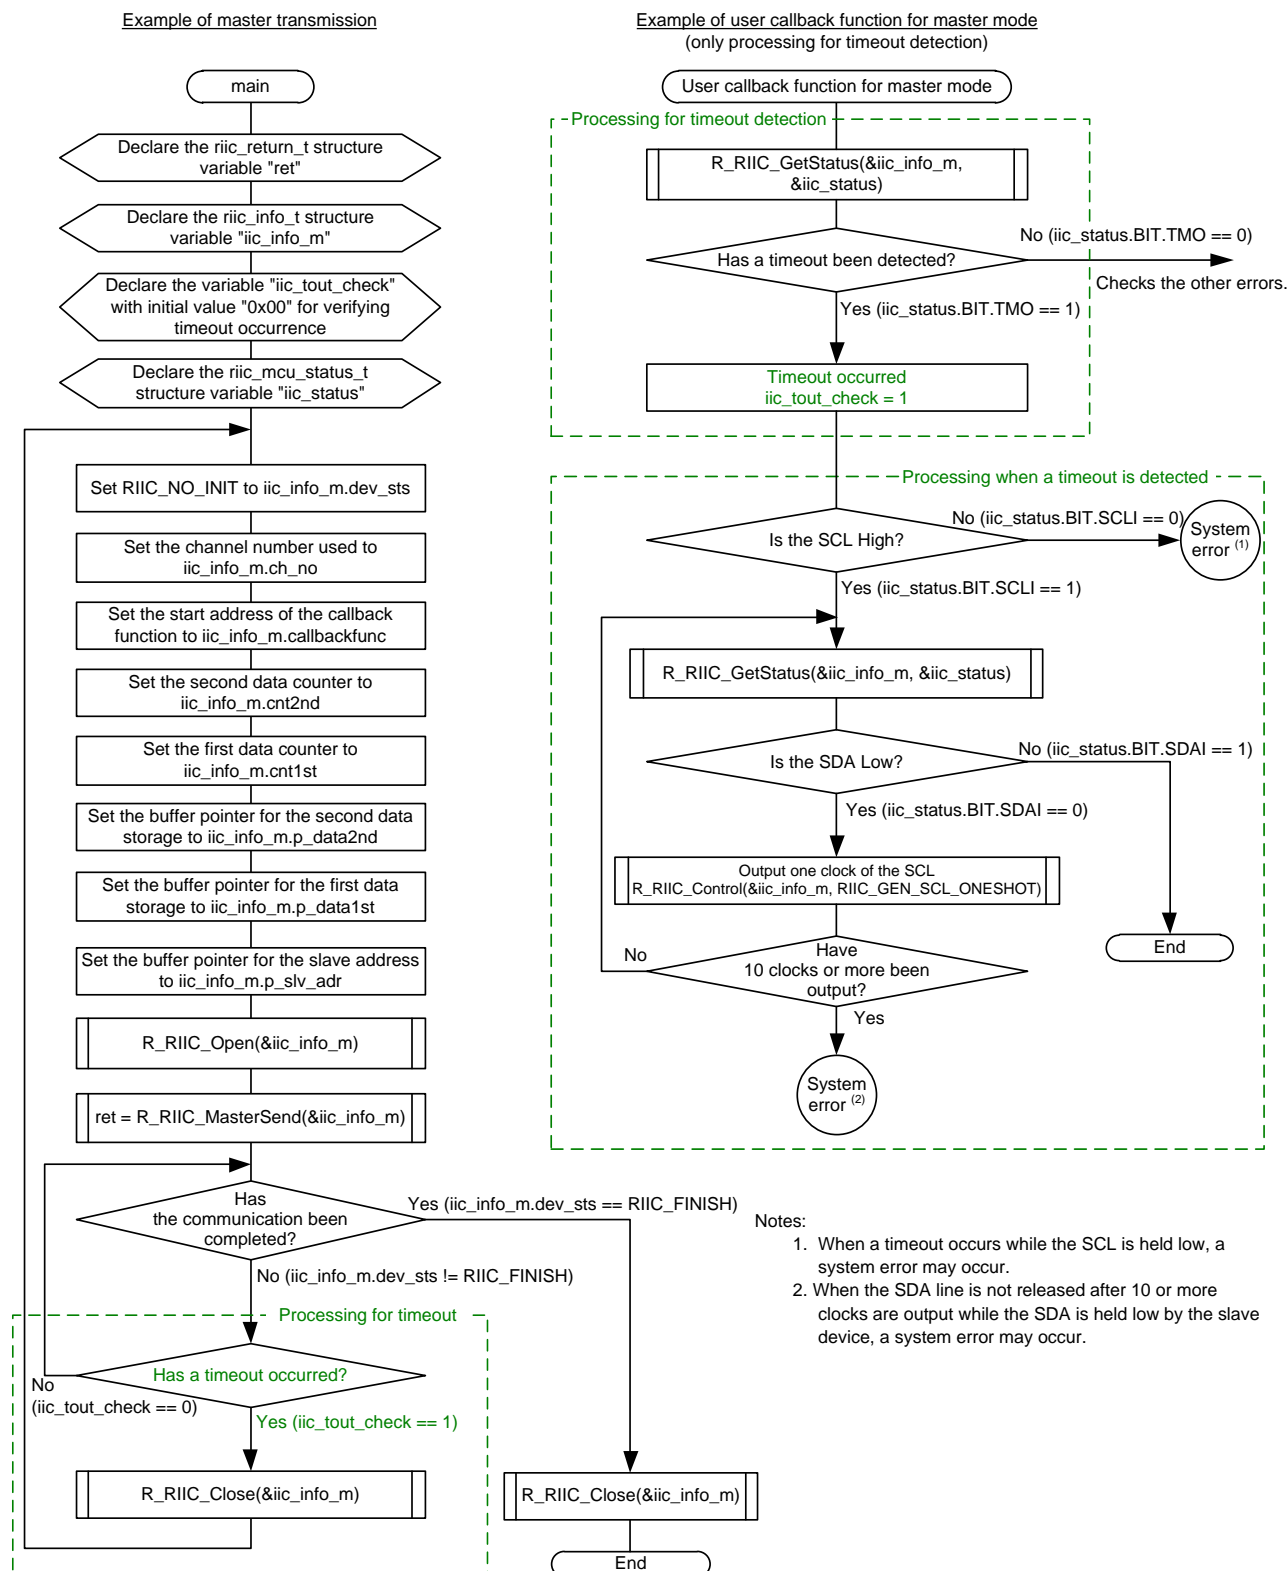 Example of master transmission
main
Declare the riic_return_t structure
variable "ret"
Declare the riic_info_t structure
variable "iic_info_m"
Declare the variable "iic_tout_check"
with initial value "0x00" for verifying
timeout occurrence
Declare the riic_mcu_status_t
structure variable "iic_status"
Set RIIC_NO_INIT to iic_info_m.dev_sts
Set the channel number used to
iic_info_m.ch_no
Set the start address of the callback
function to iic_info_m.callbackfunc
Set the second data counter to
iic_info_m.cnt2nd
Set the first data counter to
iic_info_m.cnt1st
Set the buffer pointer for the second data
storage to iic_info_m.p_data2nd
Set the buffer pointer for the first data
storage to iic_info_m.p_data1st
Set the buffer pointer for the slave address
to iic_info_m.p_slv_adr
R_RIIC_Open(&iic_info_m)
ret = R_RIIC_MasterSend(&iic_info_m)
Has
the communication been
completed?
Yes (iic_info_m.dev_sts == RIIC_FINISH)
No (iic_info_m.dev_sts != RIIC_FINISH)
Processing for timeout
Has a timeout occurred?
No
(iic_tout_check == 0)
Yes (iic_tout_check == 1)
R_RIIC_Close(&iic_info_m)
R_RIIC_Close(&iic_info_m)
End
Example of user callback function for master mode
(only processing for timeout detection)
User callback function for master mode
Processing for timeout detection
R_RIIC_GetStatus(&iic_info_m,
&iic_status)
Has a timeout been detected?
No (iic_status.BIT.TMO == 0)
Checks the other errors.
Yes (iic_status.BIT.TMO == 1)
Timeout occurred
iic_tout_check = 1
Processing when a timeout is detected
Is the SCL High?
No (iic_status.BIT.SCLI == 0)
System
error (1)
Yes (iic_status.BIT.SCLI == 1)
R_RIIC_GetStatus(&iic_info_m, &iic_status)
Is the SDA Low?
No (iic_status.BIT.SDAI == 1)
Yes (iic_status.BIT.SDAI == 0)
Output one clock of the SCL
R_RIIC_Control(&iic_info_m, RIIC_GEN_SCL_ONESHOT)
Have
10 clocks or more been
output?
No
Yes
End
System
error (2)
Notes:
1. When a timeout occurs while the SCL is held low, a
system error may occur.
2. When the SDA line is not released after 10 or more
clocks are output while the SDA is held low by the slave
device, a system error may occur.